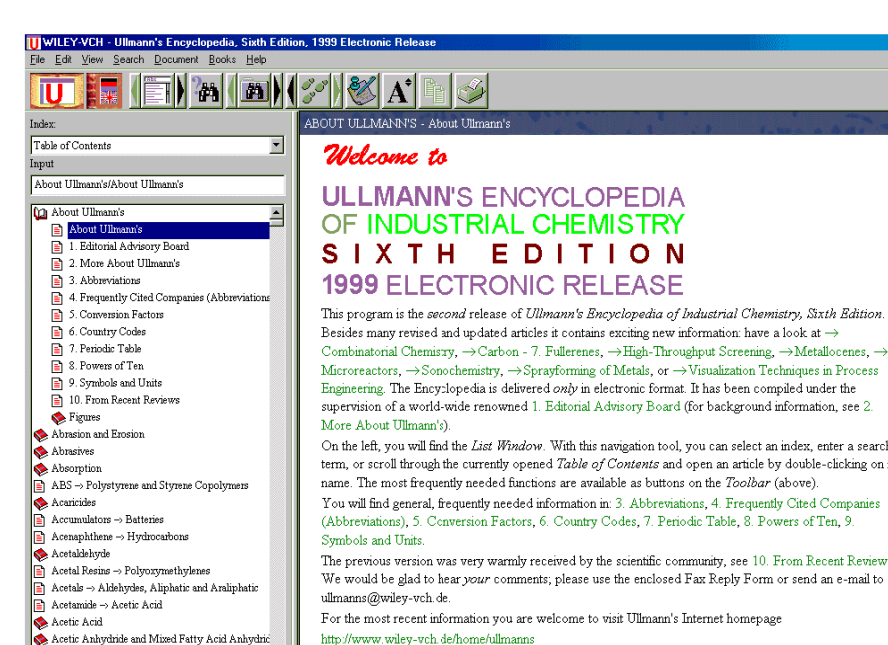 WILEY-VCH - Ullmann's Encyclopedia, Sixth Edition, 1999 Electronic Release
File Edit View Search Document Books Help
U
A
Index:
Table of Contents
Input
About Ullmann's/About Ullmann's
About Ullmann's
About Ullmann's
1. Editorial Advisory Board
2. More About Ullmann's
3. Abbreviations
4. Frequently Cited Companies (Abbreviations
5. Conversion Factors
6. Country Codes
7. Periodic Table
8. Powers of Ten
9. Symbols and Units
10. From Recent Reviews
Figures
Abrasion and Erosion
Abrasives
Absorption
ABS → Polystyrene and Styrene Copolymers
Acaricides
Accumulators → Batteries
Acenaphthene → Hydrocarbons
Acetaldehyde
Acetal Resins → Polyoxymethylenes
Acetals → Aldehydes, Aliphatic and Araliphatic
Acetamide → Acetic Acid
Acetic Acid
Acetic Anhydride and Mixed Fatty Acid Anhydric
ABOUT ULLMANN'S - About Ullmann's
Welcome to
ULLMANN'S ENCYCLOPEDIA
OF INDUSTRIAL CHEMISTRY
SIXTH EDITION
1999 ELECTRONIC RELEASE
This program is the second release of Ullmann's Encyclopedia of Industrial Chemistry, Sixth Edition.
Besides many revised and updated articles it contains exciting new information: have a look at →
Combinatorial Chemistry, →Carbon - 7. Fullerenes, →High-Throughput Screening, →Metallocenes, →
Microreactors, →Sonochemistry, →Sprayforming of Metals, or →Visualization Techniques in Process
Engineering. The Encyclopedia is delivered only in electronic format. It has been compiled under the
supervision of a world-wide renowned 1. Editorial Advisory Board (for background information, see 2.
More About Ullmann's).
On the left, you will find the List Window. With this navigation tool, you can select an index, enter a search
term, or scroll through the currently opened Table of Contents and open an article by double-clicking on
name. The most frequently needed functions are available as buttons on the Toolbar (above).
You will find general, frequently needed information in: 3. Abbreviations, 4. Frequently Cited Companies
(Abbreviations), 5. Conversion Factors, 6. Country Codes, 7. Periodic Table, 8. Powers of Ten, 9.
Symbols and Units.
The previous version was very warmly received by the scientific community, see 10. From Recent Review
We would be glad to hear your comments; please use the enclosed Fax Reply Form or send an e-mail to
ullmanns@wiley-vch.de.
For the most recent information you are welcome to visit Ullmann's Internet homepage
http://www.wiley-vch.de/home/ullmanns